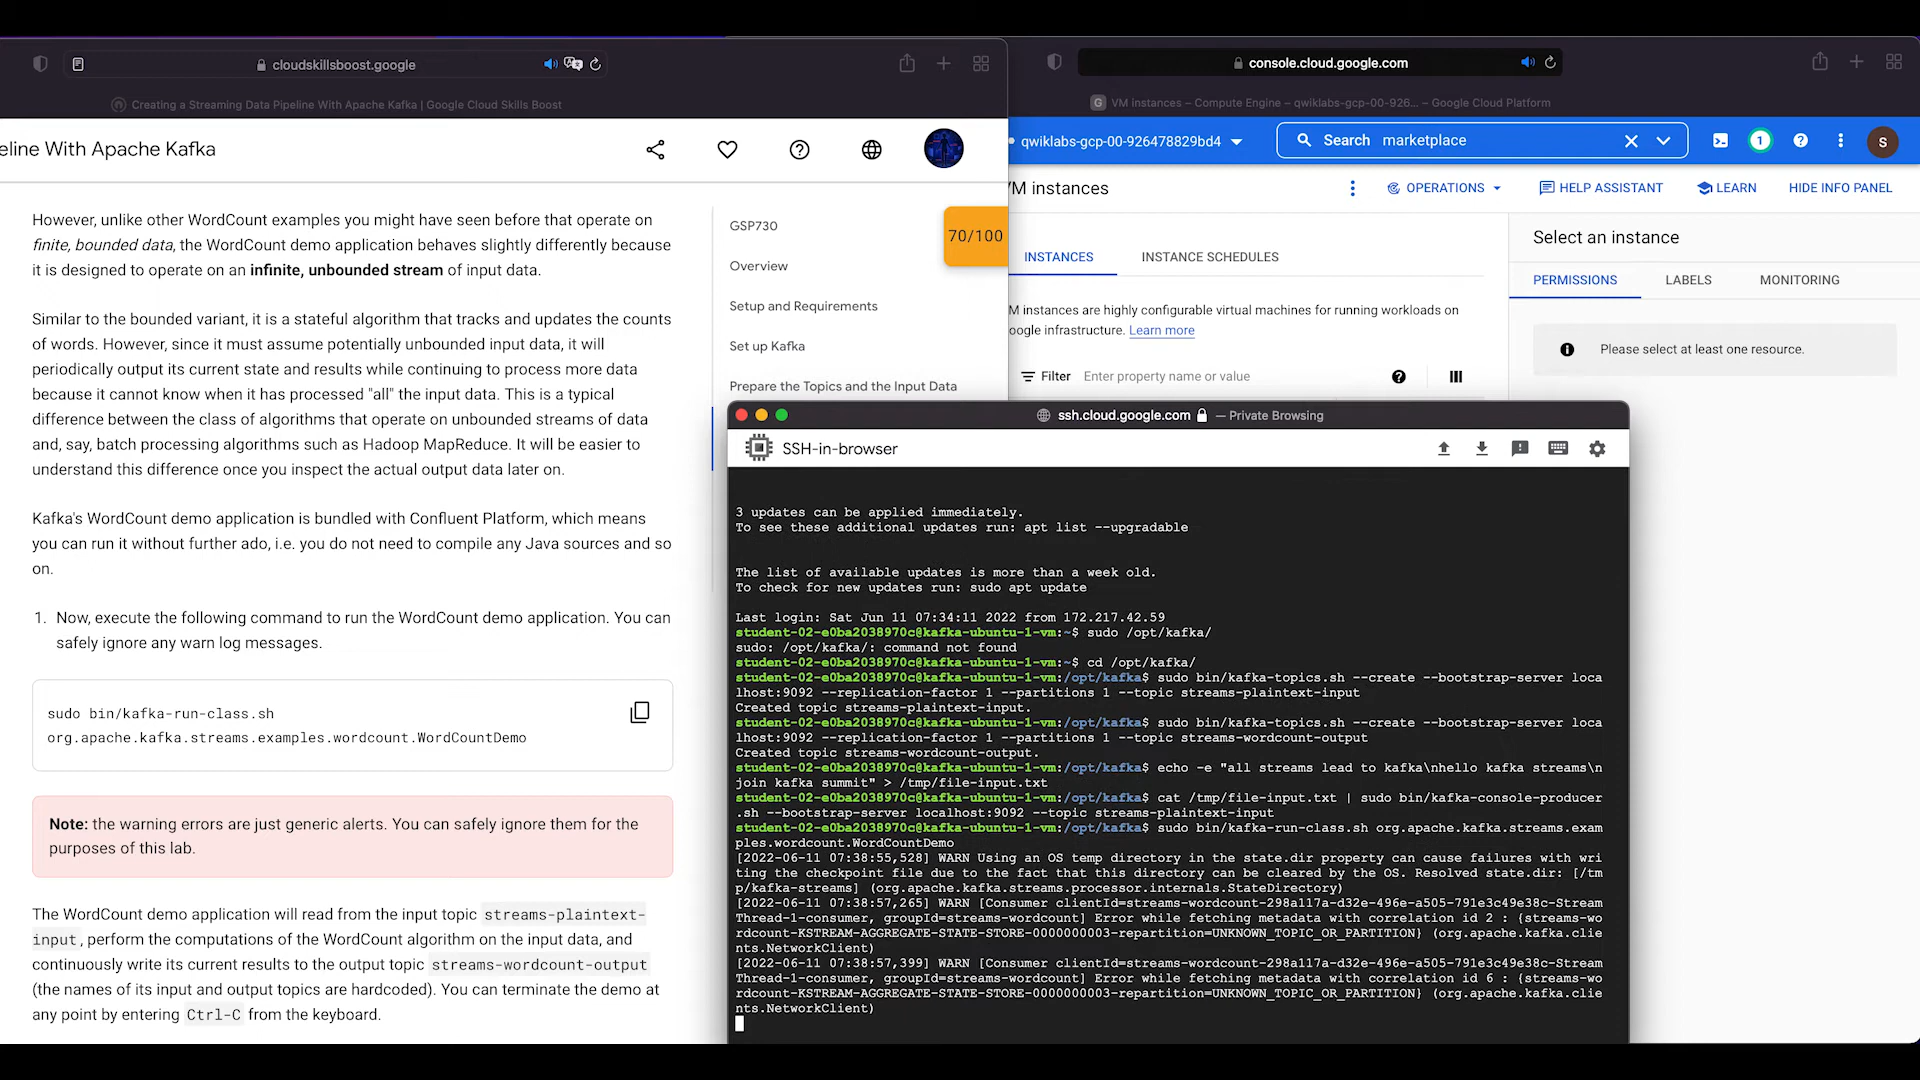 cloudskillsboost.google
Creating a Streaming Data Pipeline With Apache Kafka | Google Cloud Skills Boost
eline With Apache Kafka
However, unlike other WordCount examples you might have seen before that operate on
finite, bounded data, the WordCount demo application behaves slightly differently because
it is designed to operate on an infinite, unbounded stream of input data.
Similar to the bounded variant, it is a stateful algorithm that tracks and updates the counts
of words. However, since it must assume potentially unbounded input data, it will
periodically output its current state and results while continuing to process more data
because it cannot know when it has processed "all" the input data. This is a typical
difference between the class of algorithms that operate on unbounded streams of data
and, say, batch processing algorithms such as Hadoop MapReduce. It will be easier to
understand this difference once you inspect the actual output data later on.
Kafka's WordCount demo application is bundled with Confluent Platform, which means
you can run it without further ado, i.e. you do not need to compile any Java sources and so
on.
1. Now, execute the following command to run the WordCount demo application. You can
safely ignore any warn log messages.
sudo bin/kafka-run-class.sh
org.apache.kafka.streams.examples.wordcount.WordCountDemo
Note: the warning errors are just generic alerts. You can safely ignore them for the
purposes of this lab.
The WordCount demo application will read from the input topic streams-plaintext-
input, perform the computations of the WordCount algorithm on the input data, and
continuously write its current results to the output topic streams-wordcount-output
(the names of its input and output topics are hardcoded). You can terminate the demo at
any point by entering Ctrl-C from the keyboard.
GSP730
Overview
Setup and Requirements
Set up Kafka
Prepare the Topics and the Input Data
70/100
console.cloud.google.com
G VM instances – Compute Engine – qwiklabs-gcp-00-926... – Google Cloud Platform
qwiklabs-gcp-00-926478829bd4
Search marketplace
1
?
S
VM instances
OPERATIONS
HELP ASSISTANT
LEARN
HIDE INFO PANEL
INSTANCES
INSTANCE SCHEDULES
M instances are highly configurable virtual machines for running workloads on
oogle infrastructure. Learn more
Filter Enter property name or value
Select an instance
PERMISSIONS
LABELS
MONITORING
Please select at least one resource.
ssh.cloud.google.com — Private Browsing
SSH-in-browser
3 updates can be applied immediately.
To see these additional updates run: apt list --upgradable
The list of available updates is more than a week old.
To check for new updates run: sudo apt update
Last login: Sat Jun 11 07:34:11 2022 from 172.217.42.59
student-02-e0ba2038970c@kafka-ubuntu-1-vm:~$ sudo /opt/kafka/
sudo: /opt/kafka/: command not found
student-02-e0ba2038970c@kafka-ubuntu-1-vm:~$ cd /opt/kafka/
student-02-e0ba2038970c@kafka-ubuntu-1-vm:/opt/kafka$ sudo bin/kafka-topics.sh --create --bootstrap-server loca
lhost:9092 --replication-factor 1 --partitions 1 --topic streams-plaintext-input
Created topic streams-plaintext-input.
student-02-e0ba2038970c@kafka-ubuntu-1-vm:/opt/kafka$ sudo bin/kafka-topics.sh --create --bootstrap-server loca
lhost:9092 --replication-factor 1 --partitions 1 --topic streams-wordcount-output
Created topic streams-wordcount-output.
student-02-e0ba2038970c@kafka-ubuntu-1-vm:/opt/kafka$ echo -e "all streams lead to kafka\nhello kafka streams\n
join kafka summit" > /tmp/file-input.txt
student-02-e0ba2038970c@kafka-ubuntu-1-vm:/opt/kafka$ cat /tmp/file-input.txt | sudo bin/kafka-console-producer
.sh --bootstrap-server localhost:9092 --topic streams-plaintext-input
student-02-e0ba2038970c@kafka-ubuntu-1-vm:/opt/kafka$ sudo bin/kafka-run-class.sh org.apache.kafka.streams.exam
ples.wordcount.WordCountDemo
[2022-06-11 07:38:55,528] WARN Using an OS temp directory in the state.dir property can cause failures with wri
ting the checkpoint file due to the fact that this directory can be cleared by the OS. Resolved state.dir: [/tm
p/kafka-streams] (org.apache.kafka.streams.processor.internals.StateDirectory)
[2022-06-11 07:38:57,265] WARN [Consumer clientId=streams-wordcount-298a117a-d32e-496e-a505-791e3c49e38c-Stream
Thread-1-consumer, groupId=streams-wordcount] Error while fetching metadata with correlation id 2 : {streams-wo
rdcount-KSTREAM-AGGREGATE-STATE-STORE-0000000003-repartition=UNKNOWN_TOPIC_OR_PARTITION} (org.apache.kafka.clie
nts.NetworkClient)
[2022-06-11 07:38:57,399] WARN [Consumer clientId=streams-wordcount-298a117a-d32e-496e-a505-791e3c49e38c-Stream
Thread-1-consumer, groupId=streams-wordcount] Error while fetching metadata with correlation id 6 : {streams-wo
rdcount-KSTREAM-AGGREGATE-STATE-STORE-0000000003-repartition=UNKNOWN_TOPIC_OR_PARTITION} (org.apache.kafka.clie
nts.NetworkClient)